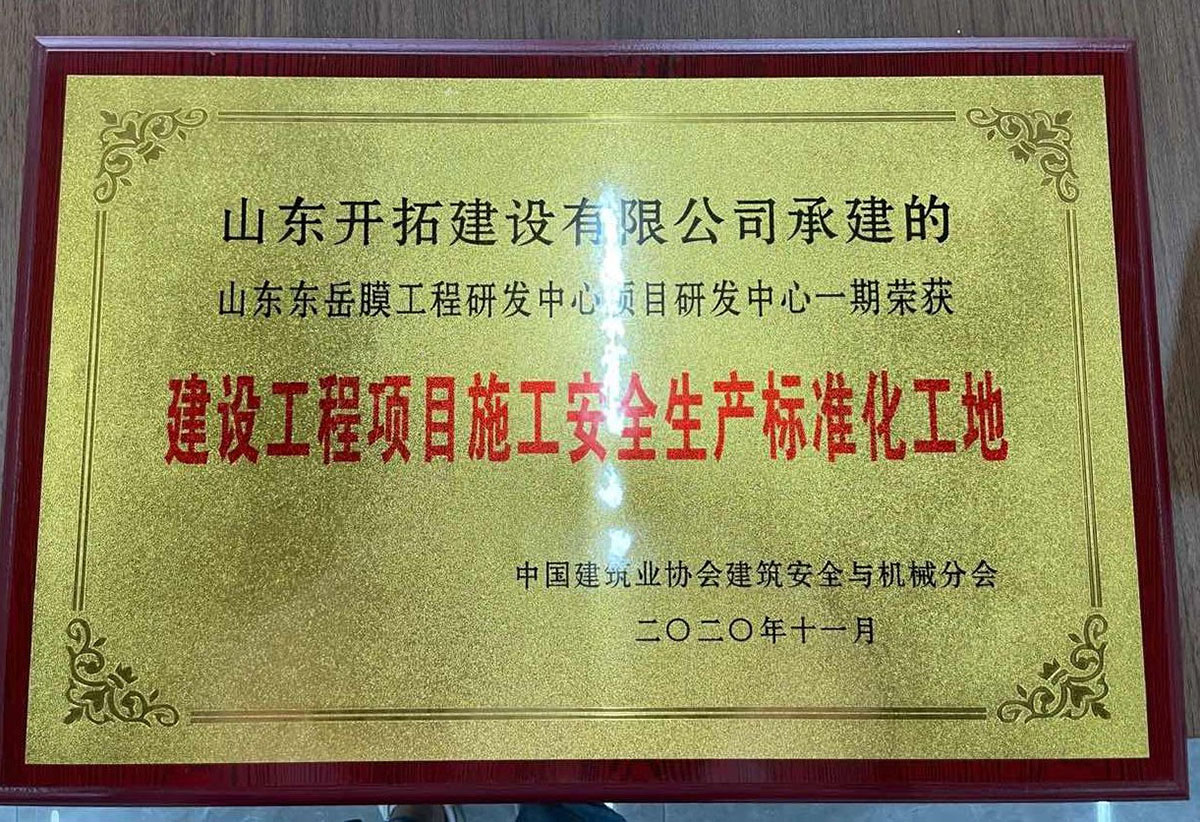 山东开拓建设有限公司承建的
山东东岳膜工程研发中心项目研发中心一期荣获
建设工程项目施工安全生产标准化工地
中国建筑业协会建筑安全与机械分会
二〇二〇年十一月